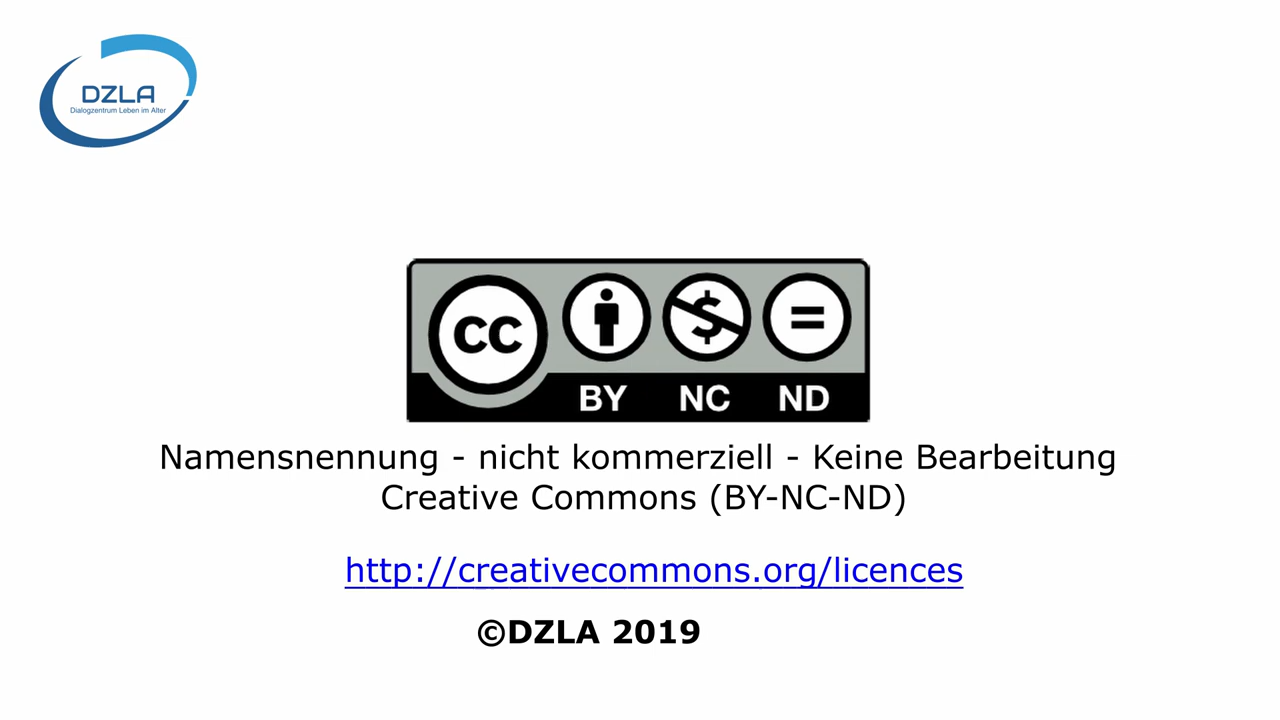 DZLA
Dialogzentrum Leben im Alter
CC
BY NC ND
Namensnennung - nicht kommerziell - Keine Bearbeitung
Creative Commons (BY-NC-ND)
http://creativecommons.org/licences
©DZLA 2019